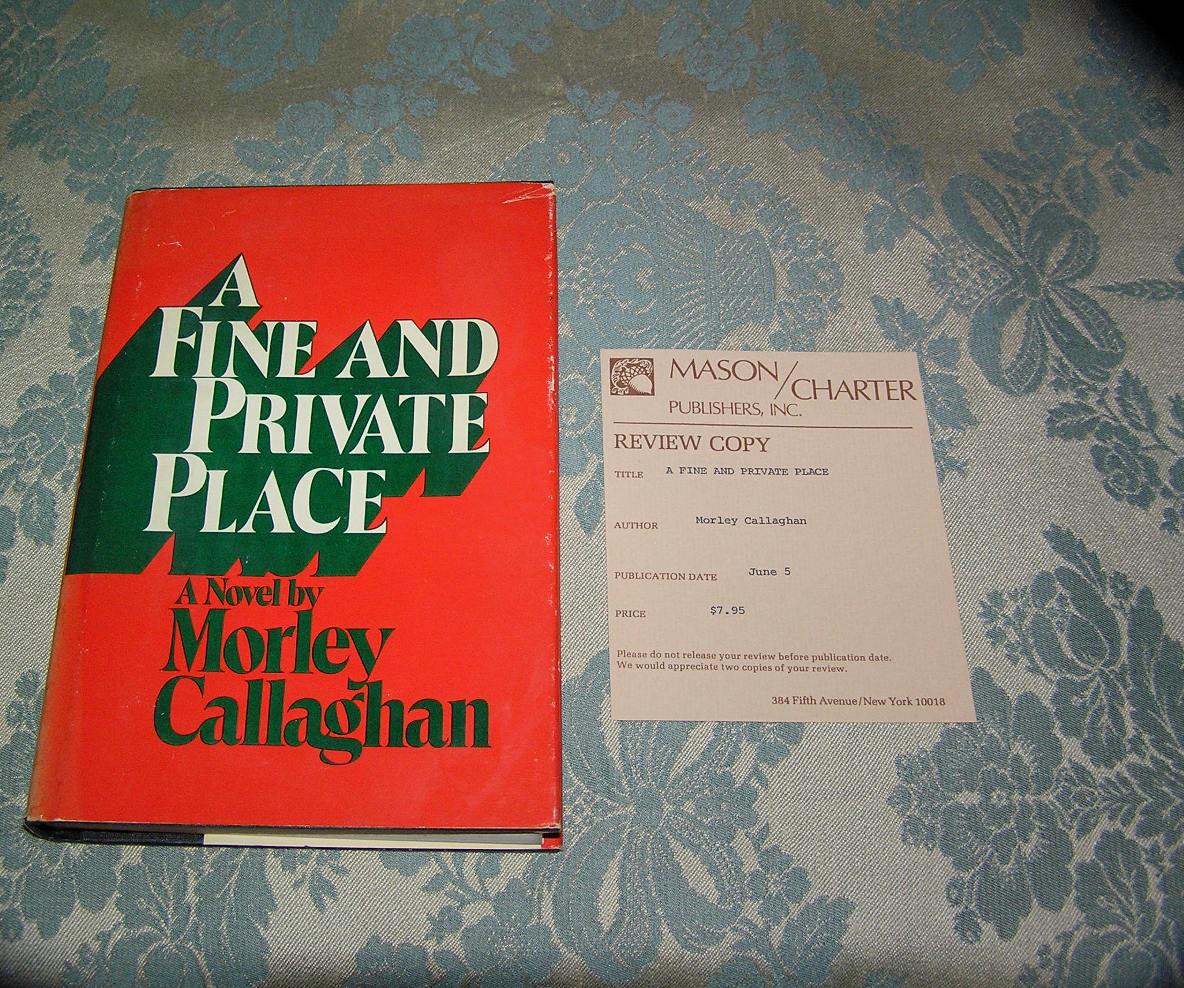 A
FINE AND
PRIVATE
PLACE
A Novel by
Morley
Callaghan
MASON/CHARTER
PUBLISHERS, INC.
REVIEW COPY
TITLE A FINE AND PRIVATE PLACE
AUTHOR Morley Callaghan
PUBLICATION DATE June 5
PRICE $7.95
Please do not release your review before publication date.
We would appreciate two copies of your review.
384 Fifth Avenue/New York 10018